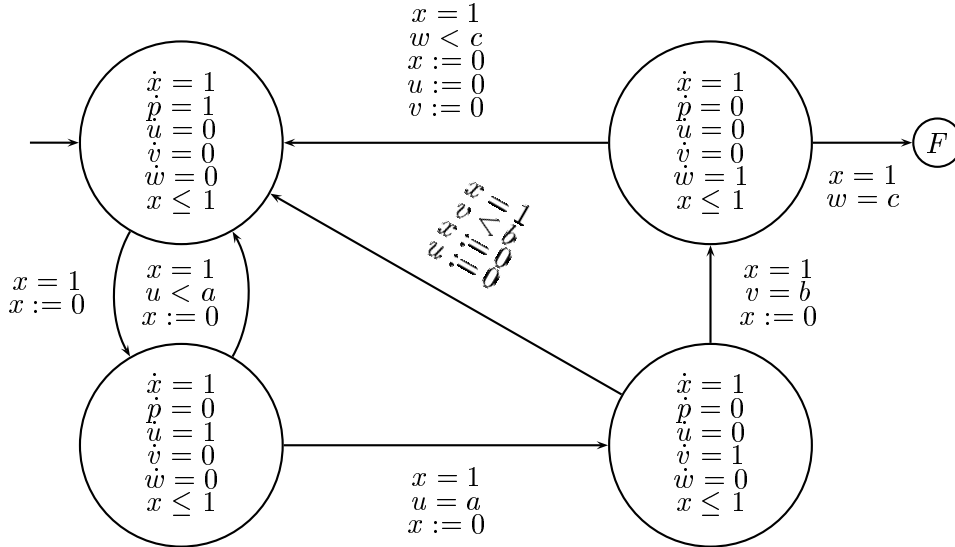 x = 1
w < c
x := 0
u := 0
v := 0
ẋ = 1
ṗ = 1
u̇ = 0
v̇ = 0
ẇ = 0
x ≤ 1
ẋ = 1
ṗ = 0
u̇ = 0
v̇ = 0
ẇ = 1
x ≤ 1
F
x = 1
w = c
x = 1
v < b
x := 0
u := 0
x = 1
x := 0
x = 1
u < a
x := 0
x = 1
v = b
x := 0
ẋ = 1
ṗ = 0
u̇ = 1
v̇ = 0
ẇ = 0
x ≤ 1
x = 1
u = a
x := 0
ẋ = 1
ṗ = 0
u̇ = 0
v̇ = 1
ẇ = 0
x ≤ 1